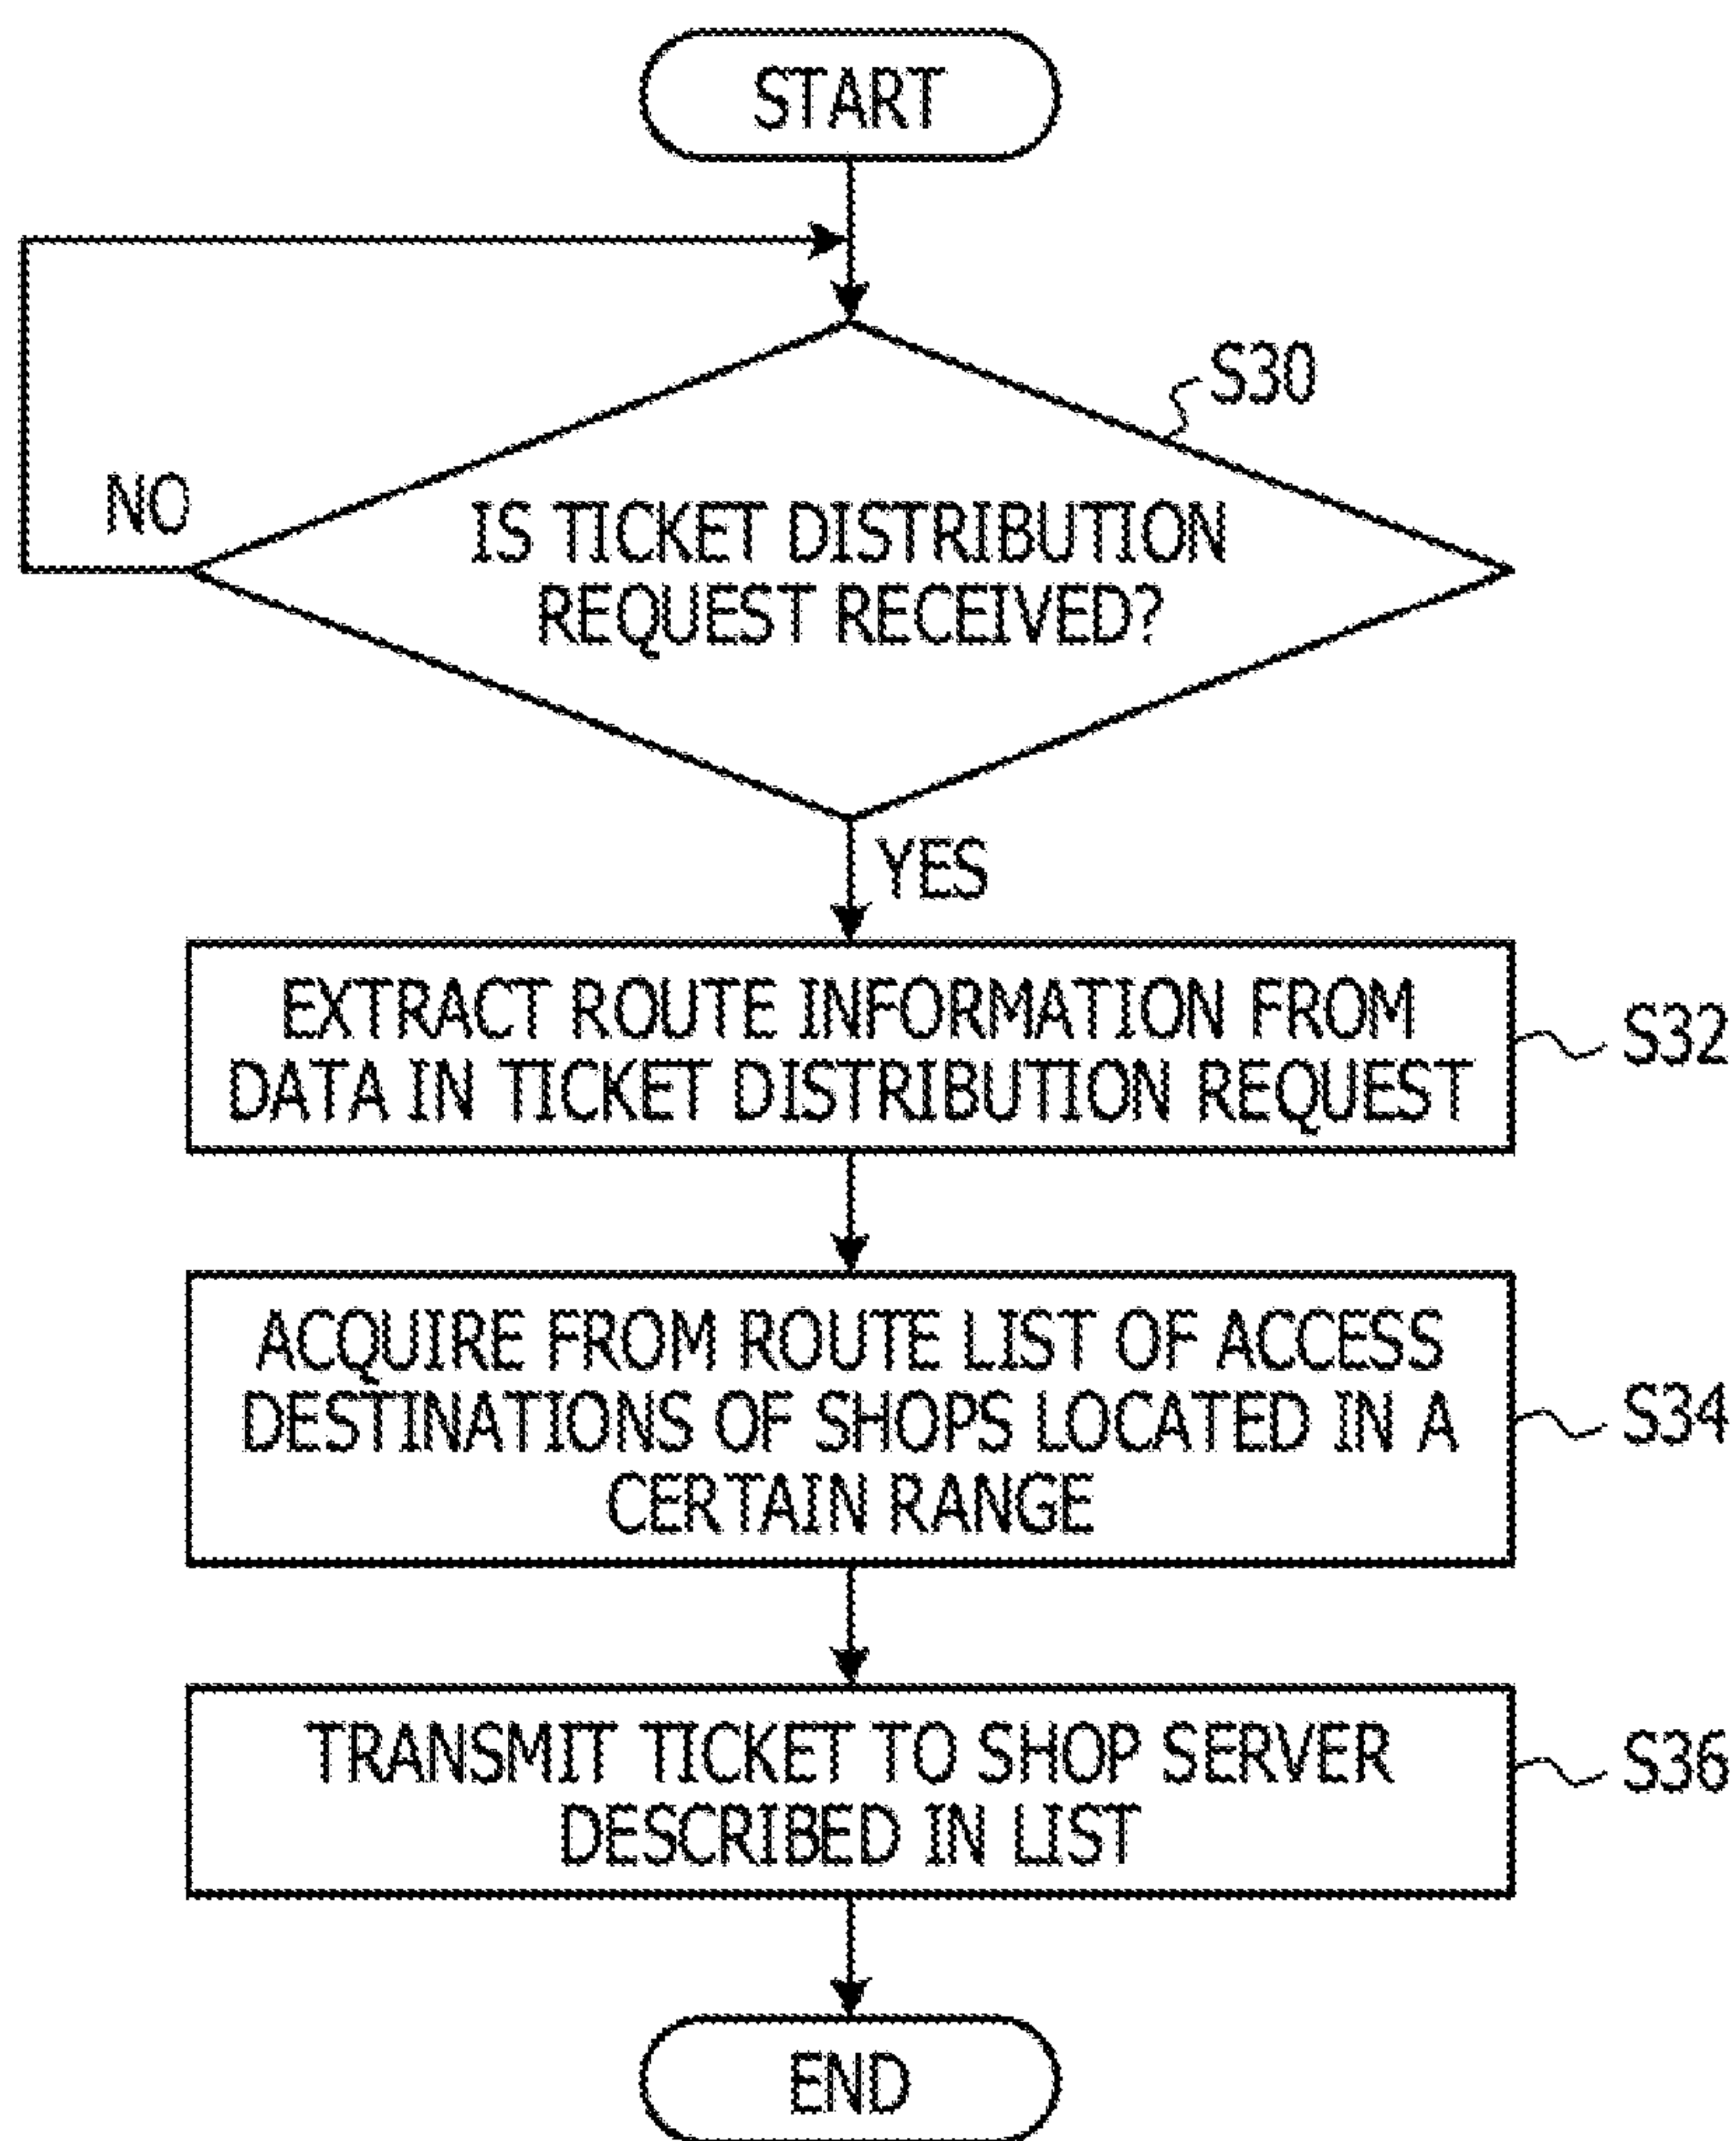 START
S30
NO
IS TICKET DISTRIBUTION
REQUEST RECEIVED?
YES
EXTRACT ROUTE INFORMATION FROM
DATA IN TICKET DISTRIBUTION REQUEST
S32
ACQUIRE FROM ROUTE LIST OF ACCESS
DESTINATIONS OF SHOPS LOCATED IN A
CERTAIN RANGE
S34
TRANSMIT TICKET TO SHOP SERVER
DESCRIBED IN LIST
S36
END